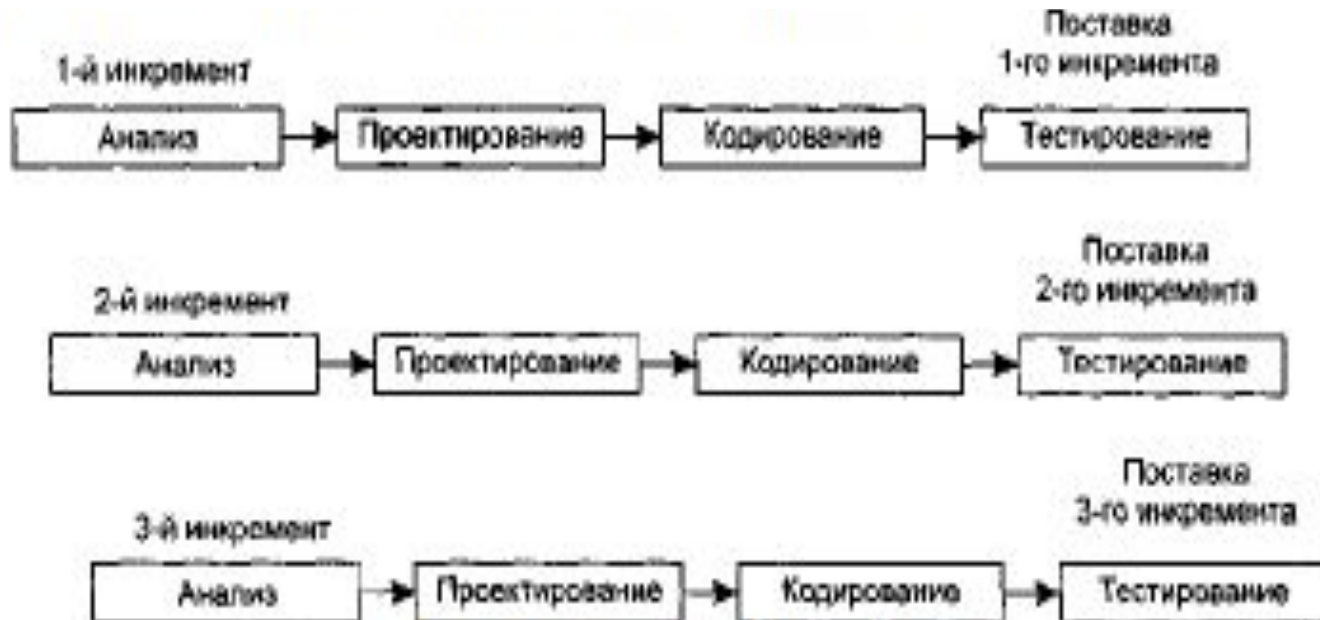 1-й инкремент
Поставка
1-го инкремента
Анализ
Проектирование
Кодирование
Тестирование
2-й инкремент
Поставка
2-го инкремента
Анализ
Проектирование
Кодирование
Тестирование
3-й инкремент
Поставка
3-го инкремента
Анализ
Проектирование
Кодирование
Тестирование